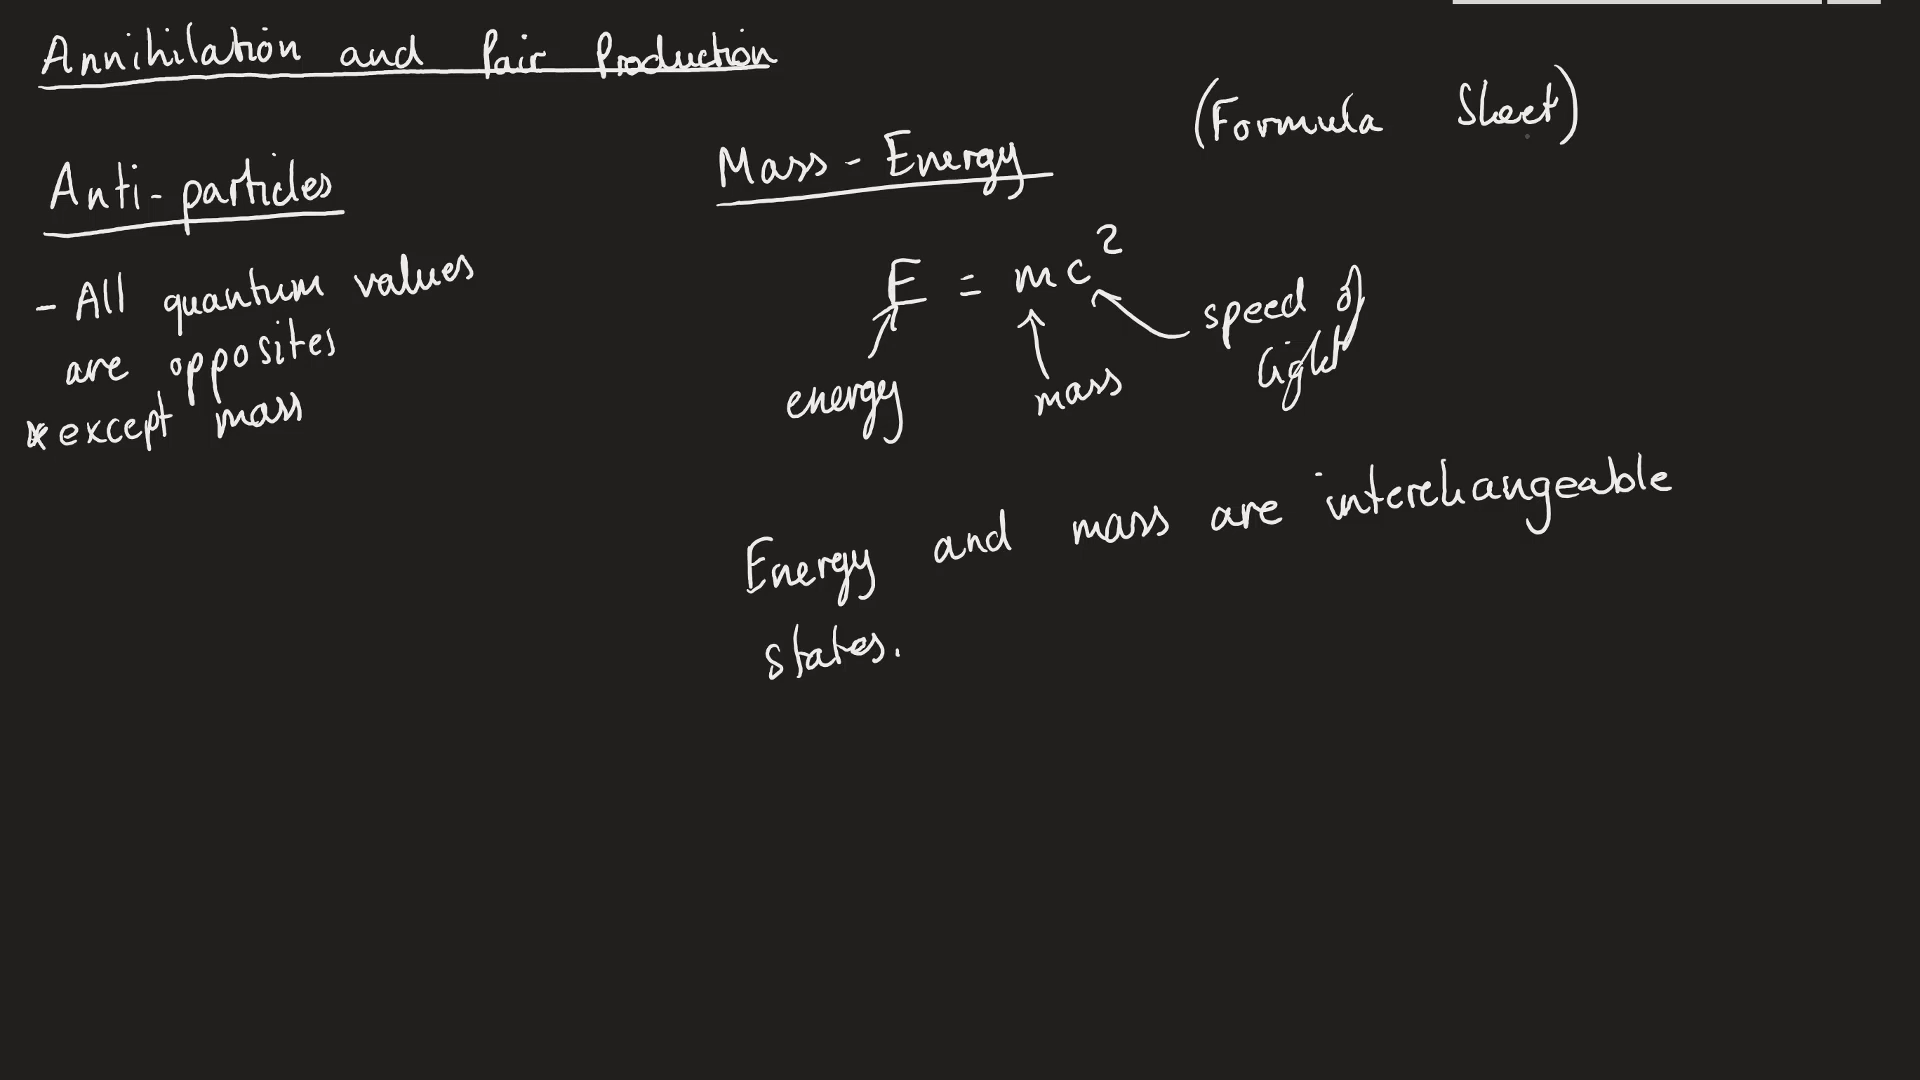 Annihilation and Pair Production
(Formula Sheet)
Anti-particles
- All quantum values
are opposites
* except mass
Mass - Energy
E = mc²
energy
mass
speed of
light
Energy and mass are interchangeable
states.